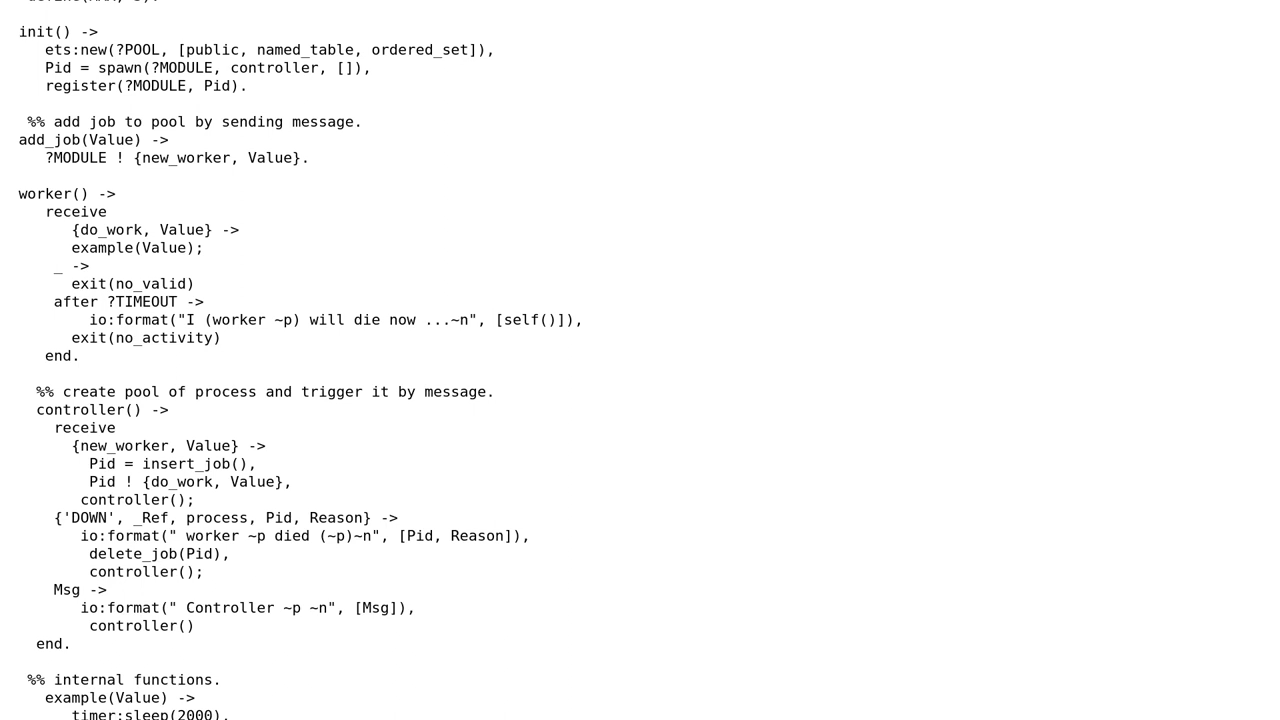 init() ->
   ets:new(?POOL, [public, named_table, ordered_set]),
   Pid = spawn(?MODULE, controller, []),
   register(?MODULE, Pid).

 %% add job to pool by sending message.
add_job(Value) ->
   ?MODULE ! {new_worker, Value}.

worker() ->
   receive
      {do_work, Value} ->
      example(Value);
    _ ->
      exit(no_valid)
    after ?TIMEOUT ->
        io:format("I (worker ~p) will die now ...~n", [self()]),
      exit(no_activity)
   end.

  %% create pool of process and trigger it by message.
  controller() ->
    receive
      {new_worker, Value} ->
        Pid = insert_job(),
        Pid ! {do_work, Value},
       controller();
    {'DOWN', _Ref, process, Pid, Reason} ->
       io:format(" worker ~p died (~p)~n", [Pid, Reason]),
        delete_job(Pid),
        controller();
    Msg ->
       io:format(" Controller ~p ~n", [Msg]),
        controller()
  end.

 %% internal functions.
   example(Value) ->
      timer:sleep(2000),